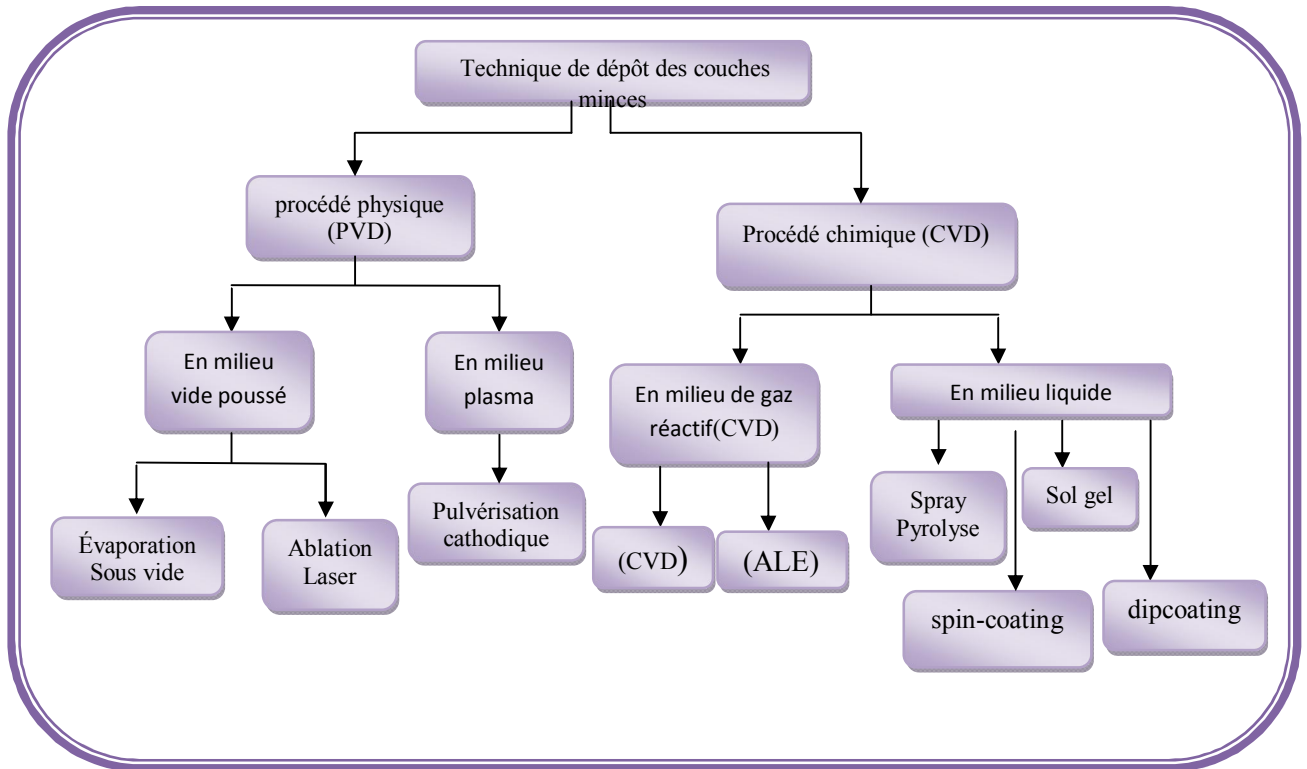 Technique de dépôt des couches
minces
procédé physique
(PVD)
Procédé chimique (CVD)
En milieu
vide poussé
En milieu
plasma
En milieu de gaz
réactif(CVD)
En milieu liquide
Évaporation
Sous vide
Ablation
Laser
Pulvérisation
cathodique
(CVD)
(ALE)
Spray
Pyrolyse
Sol gel
spin-coating
dipcoating